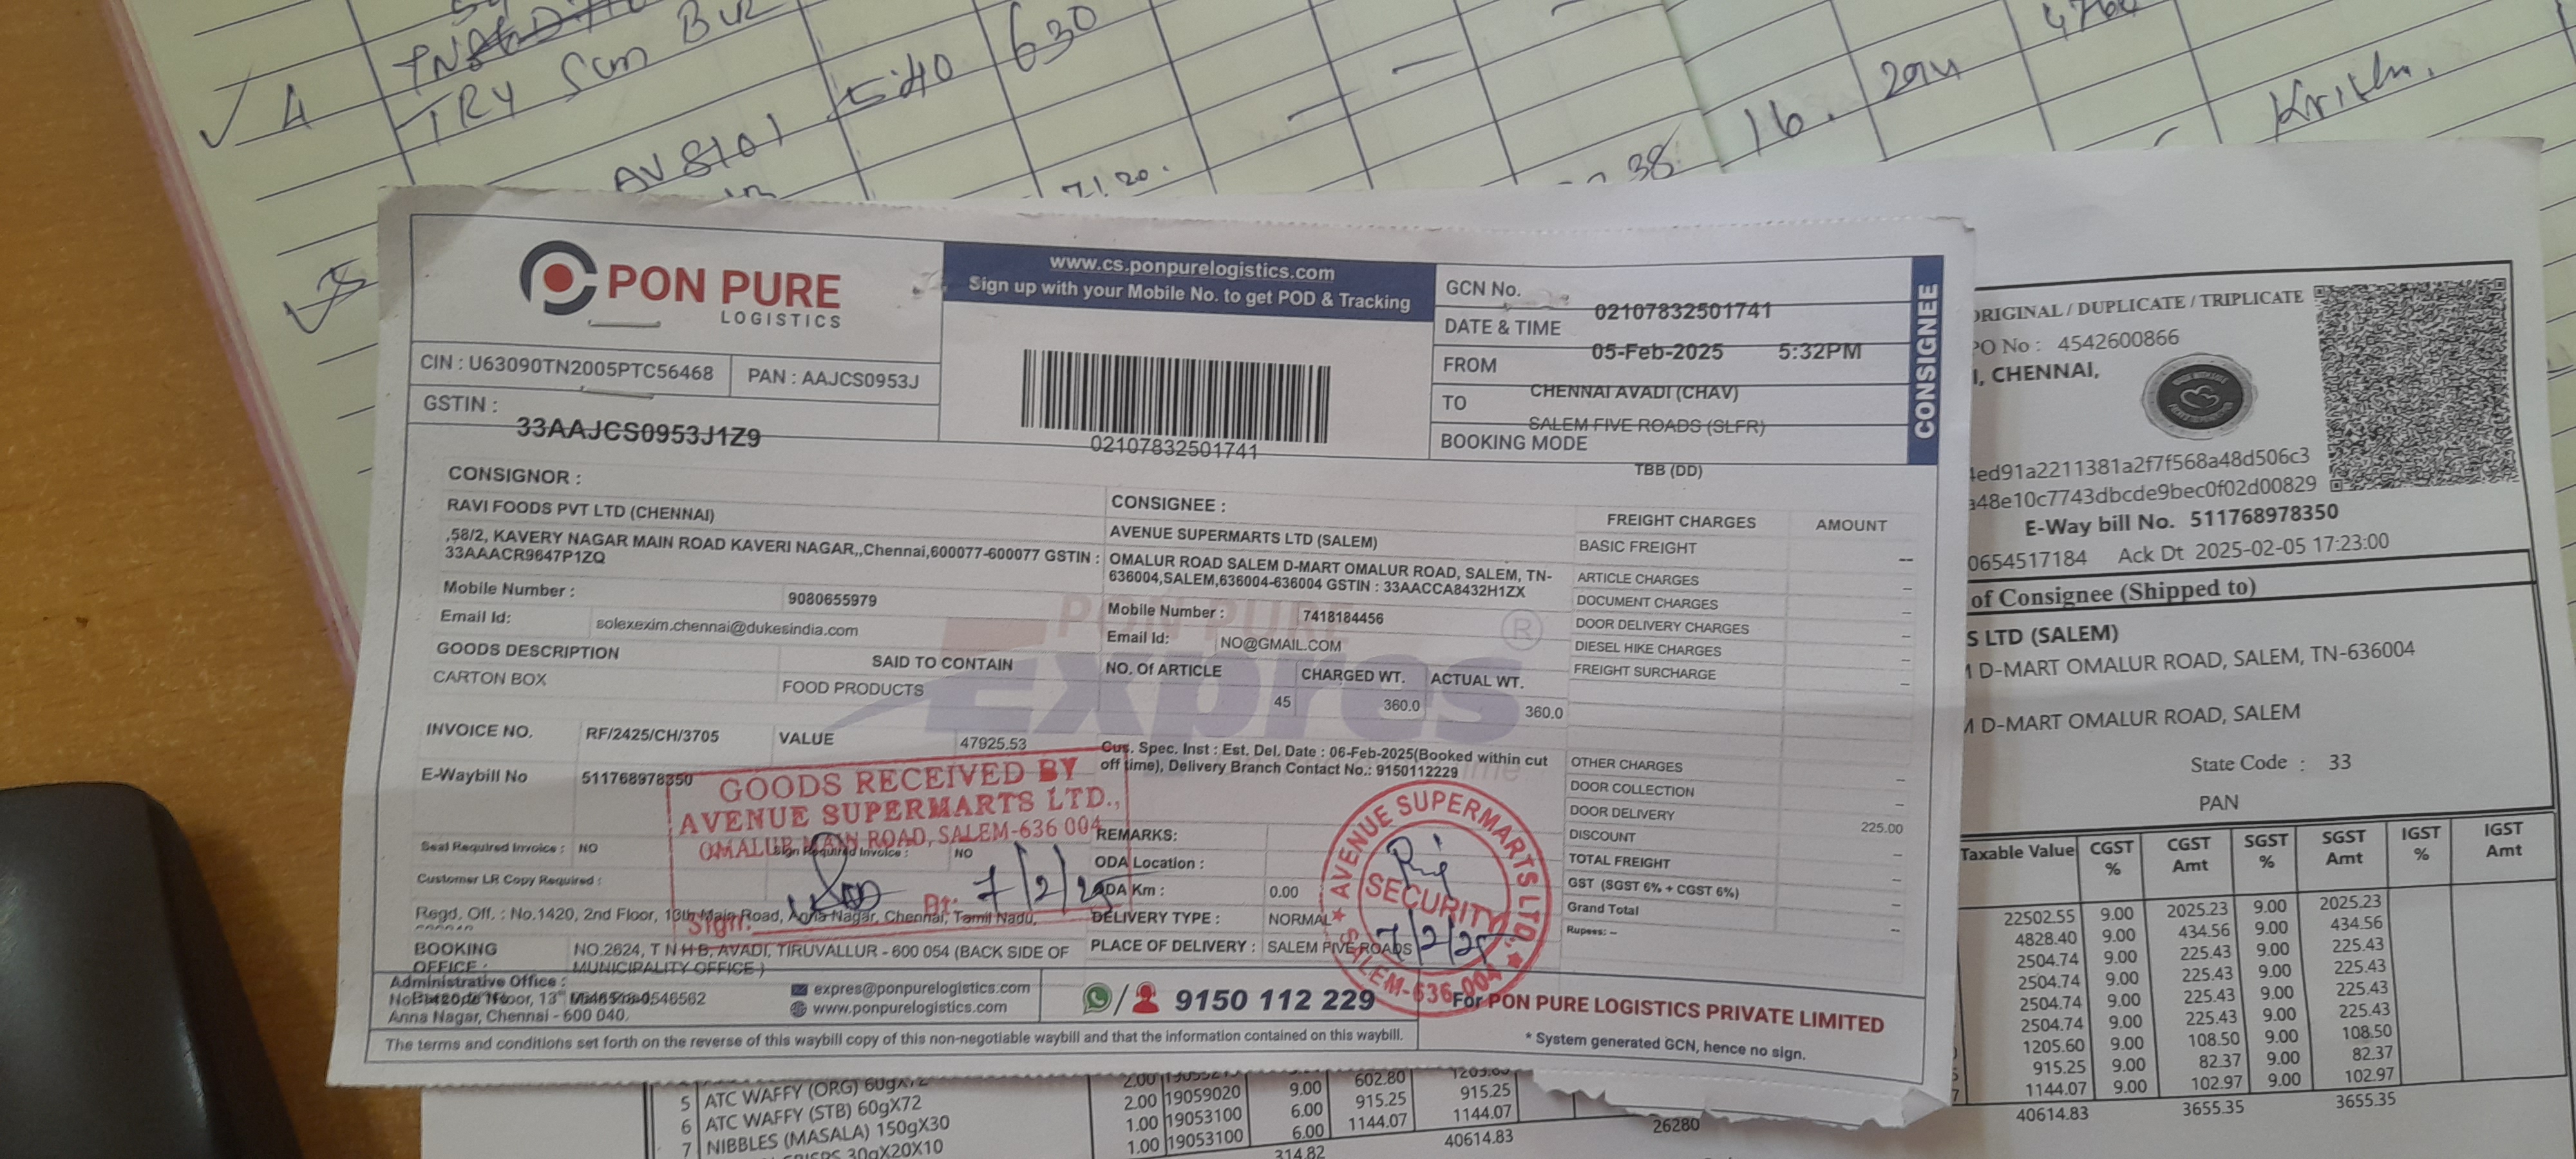 4
TRY Scm Bur
5410 630
AV 8101
7120.
38
16. 294
4760
PON PURE
LOGISTICS
CIN : U63090TN2005PTC56468 PAN : AAJCS0953J
GSTIN :
33AAJCS0953J1Z9
www.cs.ponpurelogistics.com
Sign up with your Mobile No. to get POD & Tracking
02107832501741
GCN No. 02107832501741
DATE & TIME 05-Feb-2025 5:32PM
FROM CHENNAI AVADI (CHAV)
TO SALEM FIVE ROADS (SLFR)
BOOKING MODE TBB (DD)
CONSIGNEE
CONSIGNOR :
RAVI FOODS PVT LTD (CHENNAI)
,58/2, KAVERY NAGAR MAIN ROAD KAVERI NAGAR,,Chennai,600077-600077 GSTIN :
33AAACR9647P1ZQ
Mobile Number : 9080655979
Email Id: solexexim.chennai@dukesindia.com
GOODS DESCRIPTION SAID TO CONTAIN
CARTON BOX FOOD PRODUCTS
INVOICE NO. RF/2425/CH/3705 VALUE 47925.53
E-Waybill No 511768978350
CONSIGNEE :
AVENUE SUPERMARTS LTD (SALEM)
OMALUR ROAD SALEM D-MART OMALUR ROAD, SALEM, TN-
636004,SALEM,636004-636004 GSTIN : 33AACCA8432H1ZX
Mobile Number : 7418184456
Email Id: NO@GMAIL.COM
NO. Of ARTICLE CHARGED WT. ACTUAL WT.
45 360.0 360.0
Cus. Spec. Inst : Est. Del. Date : 06-Feb-2025(Booked within cut
off time), Delivery Branch Contact No.: 9150112229
PON PURE
Expres ®
FREIGHT CHARGES AMOUNT
BASIC FREIGHT --
ARTICLE CHARGES --
DOCUMENT CHARGES --
DOOR DELIVERY CHARGES --
DIESEL HIKE CHARGES --
FREIGHT SURCHARGE --
OTHER CHARGES --
DOOR COLLECTION --
DOOR DELIVERY 225.00
DISCOUNT --
TOTAL FREIGHT --
GST (SGST 6% + CGST 6%) --
Grand Total --
Rupees: --
GOODS RECEIVED BY
AVENUE SUPERMARTS LTD.,
OMALUR MAIN ROAD, SALEM-636 004
Sign: Dt: 7/2/25
Seal Required Invoice : NO Sign Required Invoice : NO
Customer LR Copy Required :
Regd. Off. : No.1420, 2nd Floor, 13th Main Road, Anna Nagar, Chennai, Tamil Nadu,
BOOKING OFFICE : NO.2624, T N H B, AVADI, TIRUVALLUR - 600 054 (BACK SIDE OF
MUNICIPALITY OFFICE )
REMARKS:
ODA Location :
ODA Km : 0.00
DELIVERY TYPE : NORMAL
PLACE OF DELIVERY : SALEM FIVE ROADS
AVENUE SUPERMARTS LTD.
SECURITY
7/2/25
SALEM-636 004
Administrative Office :
Anna Nagar, Chennai - 600 040.
expres@ponpurelogistics.com
www.ponpurelogistics.com
9150 112 229
For PON PURE LOGISTICS PRIVATE LIMITED
* System generated GCN, hence no sign.
The terms and conditions set forth on the reverse of this waybill copy of this non-negotiable waybill and that the information contained on this waybill.
ORIGINAL / DUPLICATE / TRIPLICATE
PO No : 4542600866
I, CHENNAI,
4ed91a2211381a2f7f568a48d506c3
a48e10c7743dbcde9bec0f02d00829
E-Way bill No. 511768978350
0654517184 Ack Dt 2025-02-05 17:23:00
of Consignee (Shipped to)
S LTD (SALEM)
D-MART OMALUR ROAD, SALEM, TN-636004
D-MART OMALUR ROAD, SALEM
State Code : 33
PAN
Taxable Value CGST % CGST Amt SGST % SGST Amt IGST % IGST Amt
22502.55 9.00 2025.23 9.00 2025.23
4828.40 9.00 434.56 9.00 434.56
2504.74 9.00 225.43 9.00 225.43
2504.74 9.00 225.43 9.00 225.43
2504.74 9.00 225.43 9.00 225.43
2504.74 9.00 225.43 9.00 225.43
1205.60 9.00 108.50 9.00 108.50
915.25 9.00 82.37 9.00 82.37
1144.07 9.00 102.97 9.00 102.97
40614.83 3655.35 3655.35
ATC WAFFY (ORG) 60gX72 2.00 602.80
5 ATC WAFFY (STB) 60gX72 2.00 19059020 9.00 915.25 915.25
6 NIBBLES (MASALA) 150gX30 1.00 19053100 6.00 1144.07 1144.07
7 30gX20X10 1.00 19053100 6.00
314.82 40614.83 26280